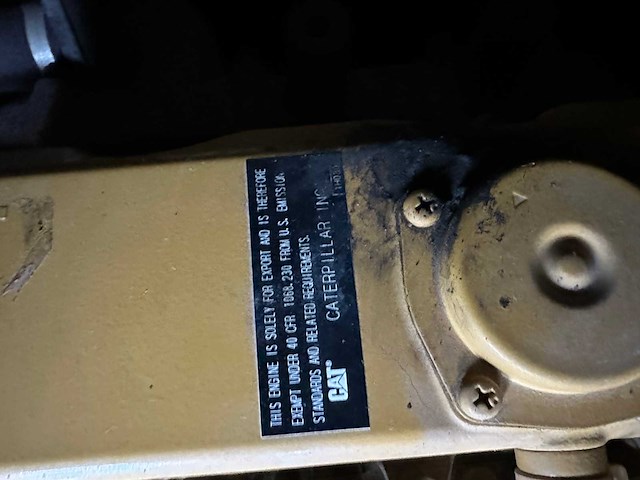 THIS ENGINE IS SOLELY FOR EXPORT AND IS THEREFORE
EXEMPT UNDER 40 CFR 1068.230 FROM U.S. EMISSION
STANDARDS AND RELATED REQUIREMENTS.
CAT® CATERPILLAR INC